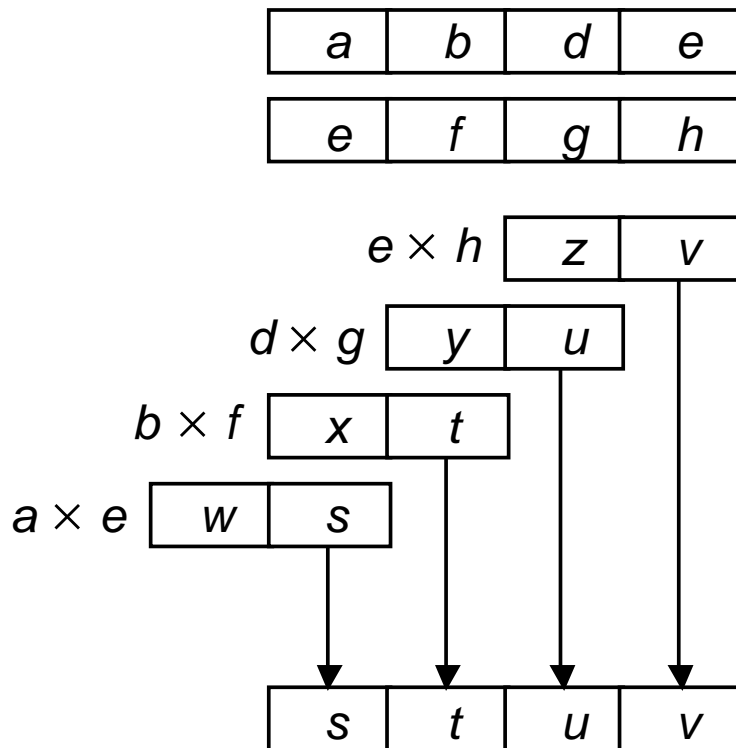 a b d e
e f g h
e × h z v
d × g y u
b × f x t
a × e w s
s t u v